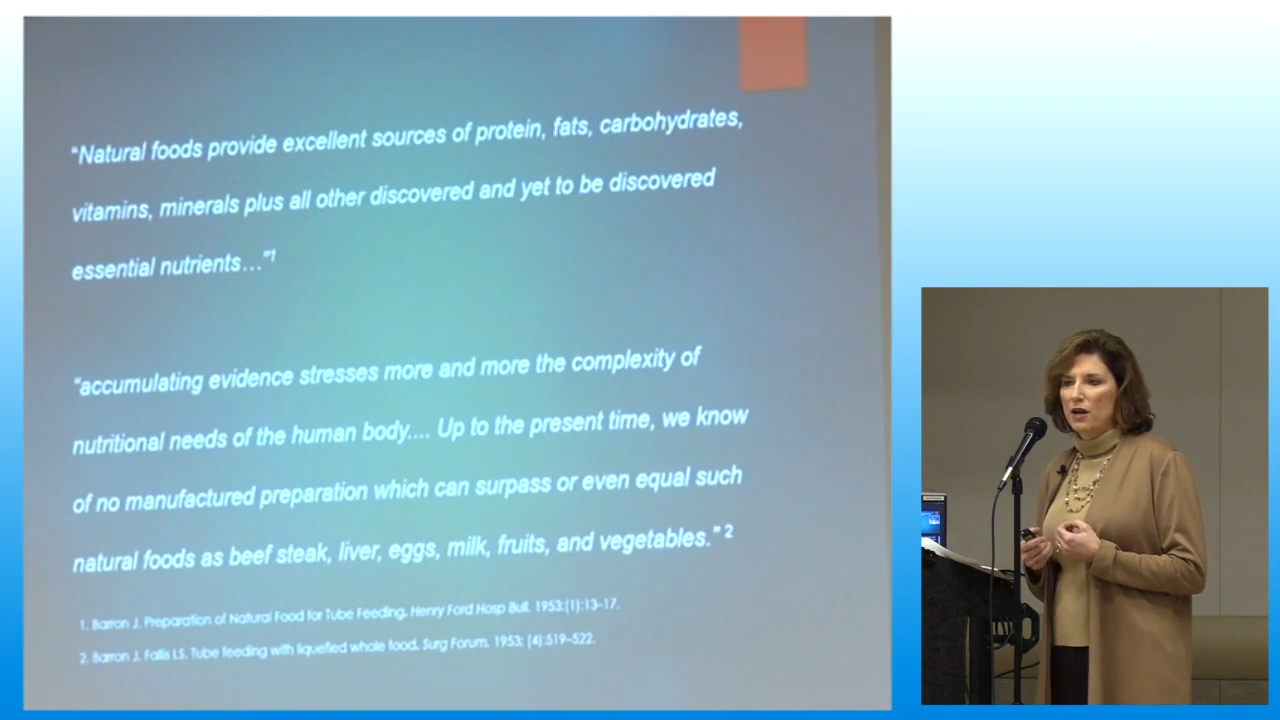 “Natural foods provide excellent sources of protein, fats, carbohydrates,
vitamins, minerals plus all other discovered and yet to be discovered
essential nutrients…”1
“accumulating evidence stresses more and more the complexity of
nutritional needs of the human body.... Up to the present time, we know
of no manufactured preparation which can surpass or even equal such
natural foods as beef steak, liver, eggs, milk, fruits, and vegetables.” 2
1. Barron J. Preparation of Natural Food for Tube Feeding. Henry Ford Hosp Bull. 1953;(1):13–17.
2. Barron J. Fallis LS. Tube feeding with liquefied whole food. Surg Forum. 1953; (4):519–522.